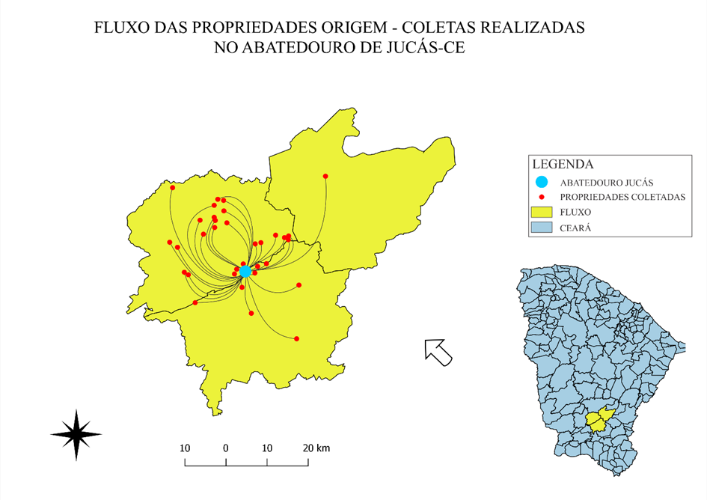 FLUXO DAS PROPRIEDADES ORIGEM - COLETAS REALIZADAS
NO ABATEDOURO DE JUCÁS-CE
LEGENDA
ABATEDOURO JUCÁS
PROPRIEDADES COLETADAS
FLUXO
CEARÁ
10 0 10 20 km